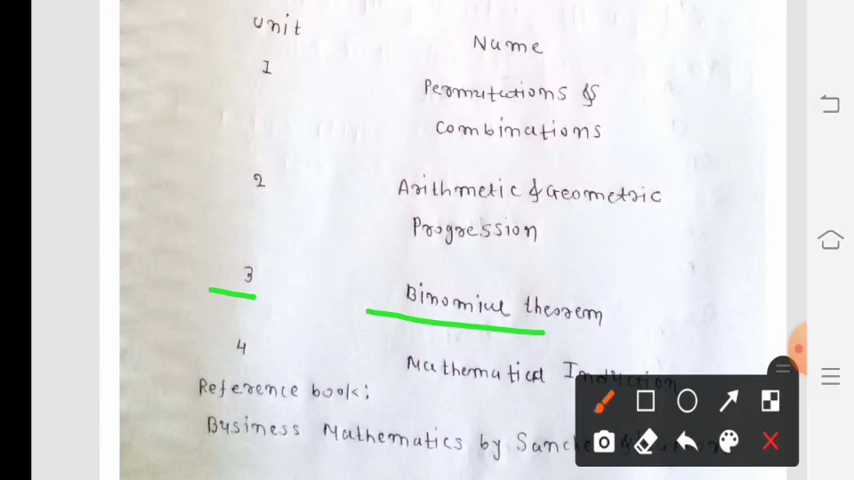 unit Name
1 Permutations &
Combinations
2 Arithmetic & Geometric
Progression
3 Binomial theorem
4 Mathematical Induction
Reference book:
Business Mathematics by